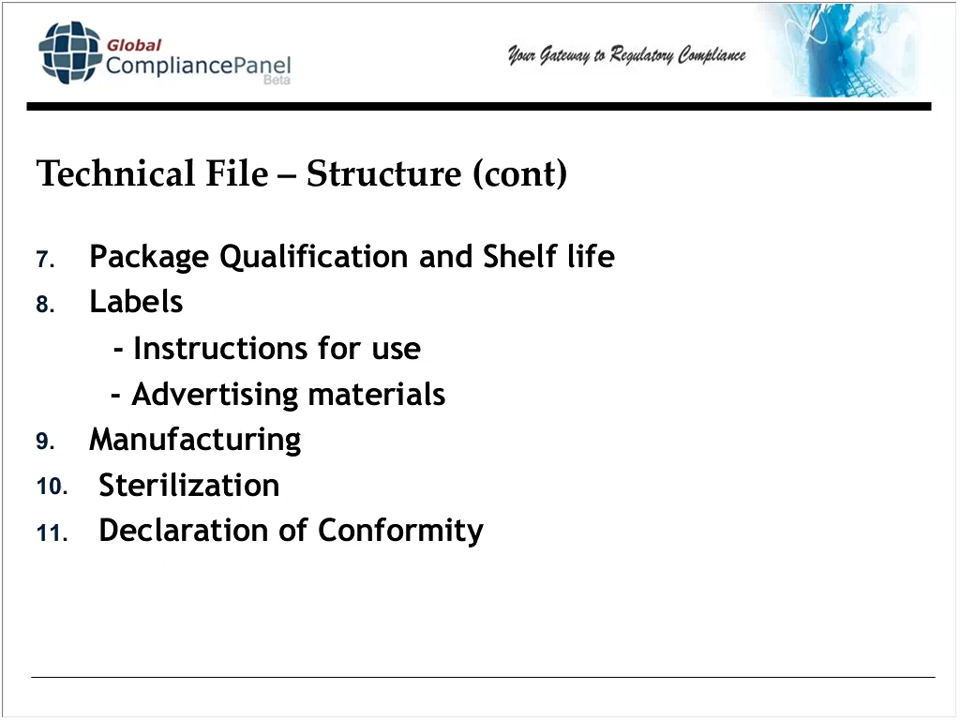 Global
CompliancePanel
Beta
Your Gateway to Regulatory Compliance
Technical File – Structure (cont)
7. Package Qualification and Shelf life
8. Labels
- Instructions for use
- Advertising materials
9. Manufacturing
10. Sterilization
11. Declaration of Conformity